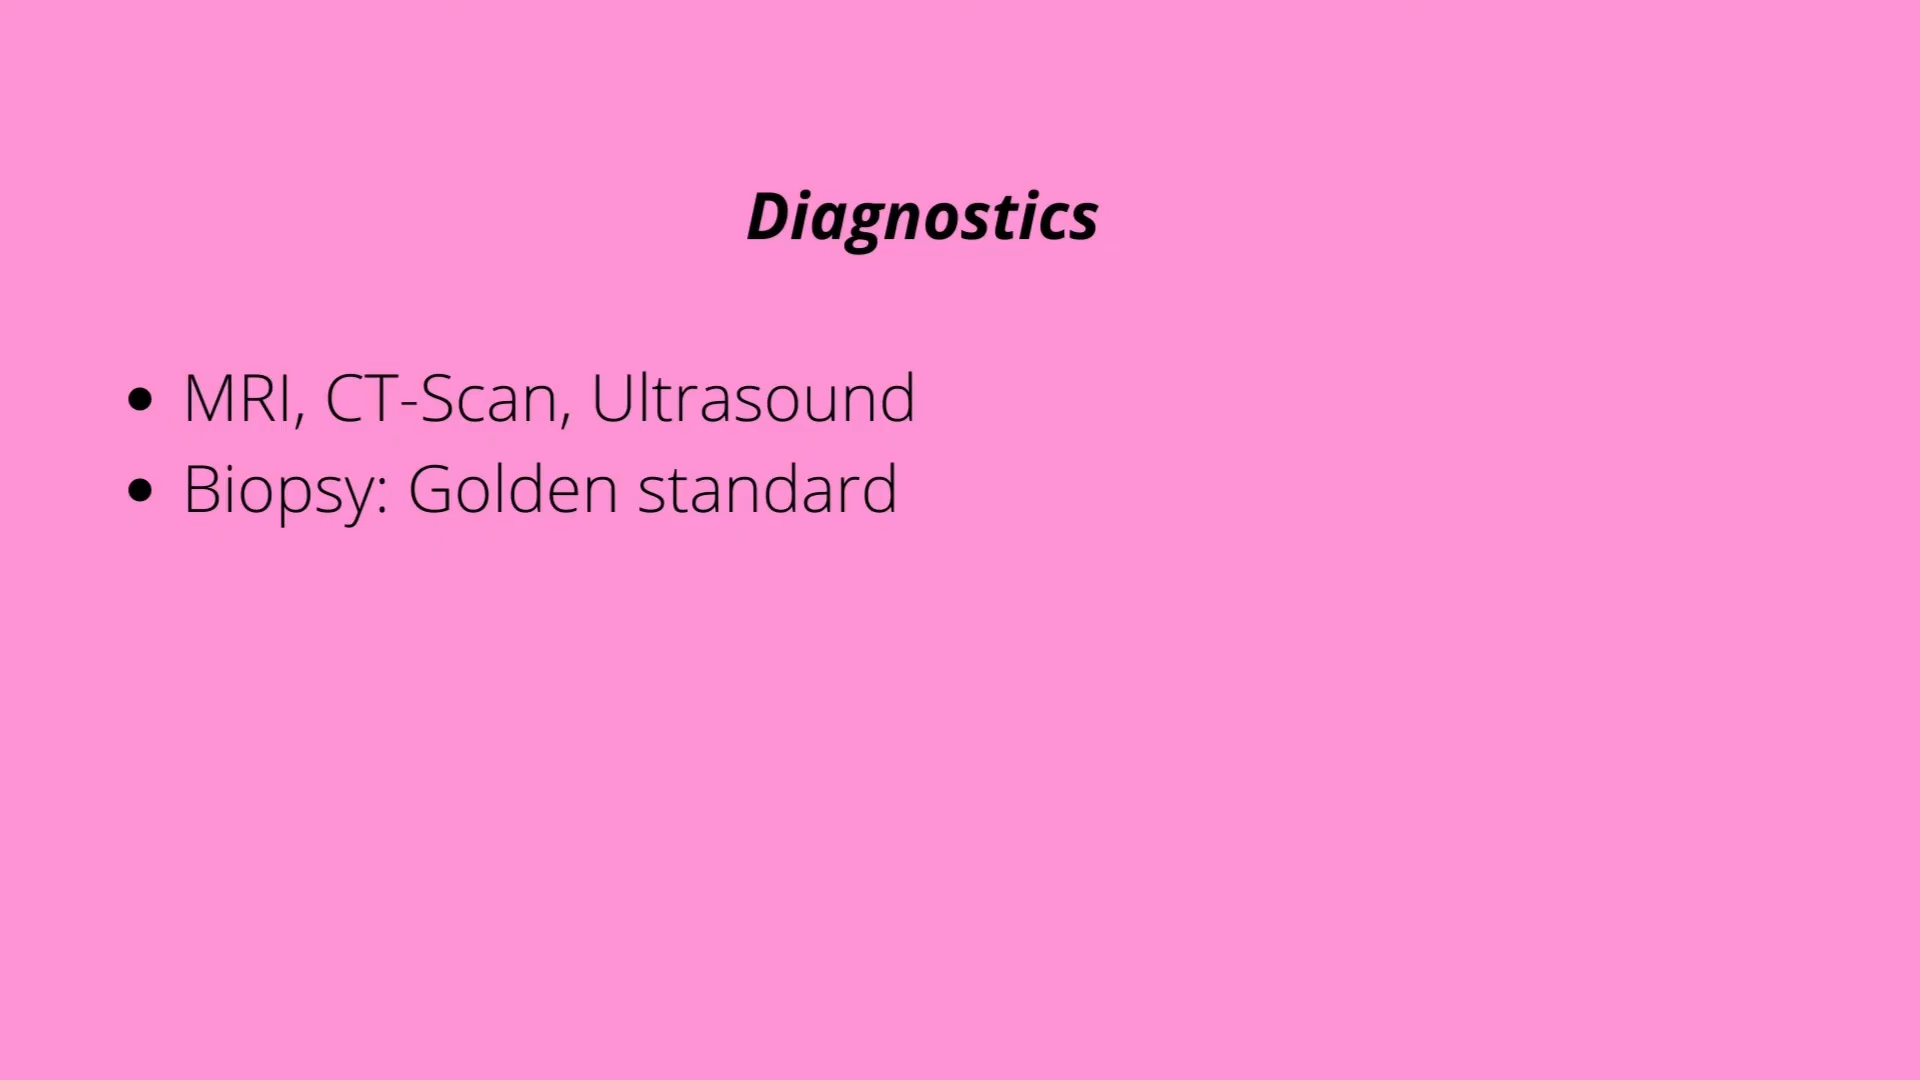 Diagnostics
• MRI, CT-Scan, Ultrasound
• Biopsy: Golden standard